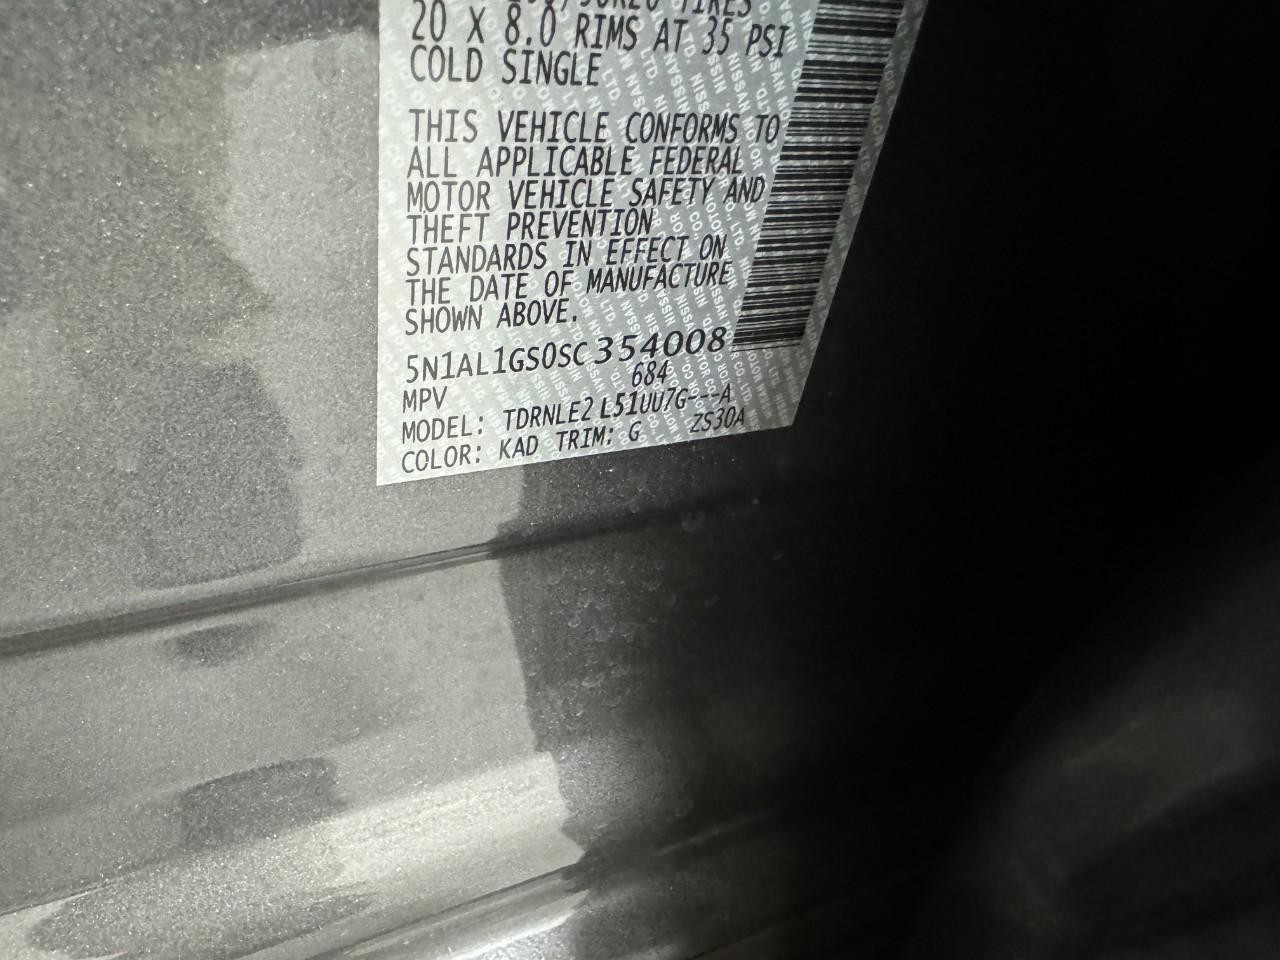 20 X 8.0 RIMS AT 35 PSI
COLD SINGLE
THIS VEHICLE CONFORMS TO
ALL APPLICABLE FEDERAL
MOTOR VEHICLE SAFETY AND
THEFT PREVENTION
STANDARDS IN EFFECT ON
THE DATE OF MANUFACTURE
SHOWN ABOVE.
5N1AL1GS0SC354008
684
MPV
MODEL: TDRNLE2 L51UU7G---A
COLOR: KAD TRIM: G ZS30A